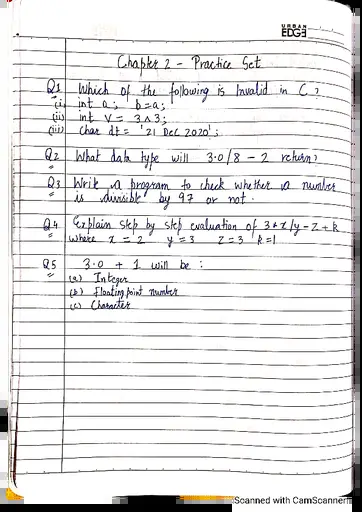 URBAN
EDGE
Chapter 2 - Practice Set
Q1 Which of the following is Invalid in C?
(i) int a; b=a;
(ii) int v = 3^3;
(iii) Char dt = '21 Dec 2020';
Q2 What data type will 3.0/8 - 2 return?
Q3 Write a program to check whether a number
is divisible by 97 or not.
Q4 Explain step by step evaluation of 3*x/y-z+k
where x = 2 y = 3 z = 3 k = 1
Q5 3.0 + 1 will be :
(a) Integer
(b) Floating point number
(c) Character
Scanned with CamScanner